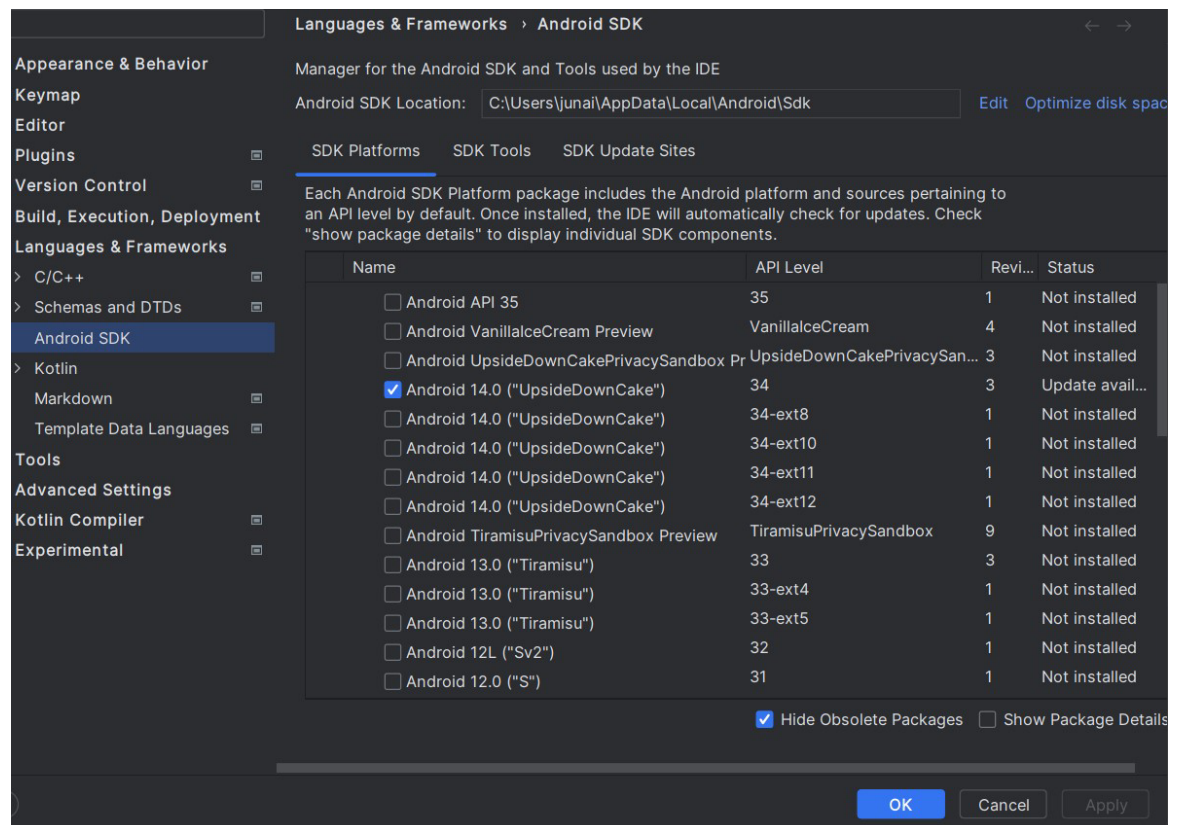 Languages & Frameworks › Android SDK
Appearance & Behavior
Keymap
Editor
Plugins
Version Control
Build, Execution, Deployment
Languages & Frameworks
C/C++
Schemas and DTDs
Android SDK
Kotlin
Markdown
Template Data Languages
Tools
Advanced Settings
Kotlin Compiler
Experimental
Manager for the Android SDK and Tools used by the IDE
Android SDK Location: C:\Users\junai\AppData\Local\Android\Sdk Edit Optimize disk spac
SDK Platforms SDK Tools SDK Update Sites
Each Android SDK Platform package includes the Android platform and sources pertaining to
an API level by default. Once installed, the IDE will automatically check for updates. Check
"show package details" to display individual SDK components.
Name API Level Revi... Status
Android API 35 35 1 Not installed
Android VanillaIceCream Preview VanillaIceCream 4 Not installed
Android UpsideDownCakePrivacySandbox Pr UpsideDownCakePrivacySan... 3 Not installed
Android 14.0 ("UpsideDownCake") 34 3 Update avail...
Android 14.0 ("UpsideDownCake") 34-ext8 1 Not installed
Android 14.0 ("UpsideDownCake") 34-ext10 1 Not installed
Android 14.0 ("UpsideDownCake") 34-ext11 1 Not installed
Android 14.0 ("UpsideDownCake") 34-ext12 1 Not installed
Android TiramisuPrivacySandbox Preview TiramisuPrivacySandbox 9 Not installed
Android 13.0 ("Tiramisu") 33 3 Not installed
Android 13.0 ("Tiramisu") 33-ext4 1 Not installed
Android 13.0 ("Tiramisu") 33-ext5 1 Not installed
Android 12L ("Sv2") 32 1 Not installed
Android 12.0 ("S") 31 1 Not installed
Hide Obsolete Packages Show Package Details
OK Cancel Apply